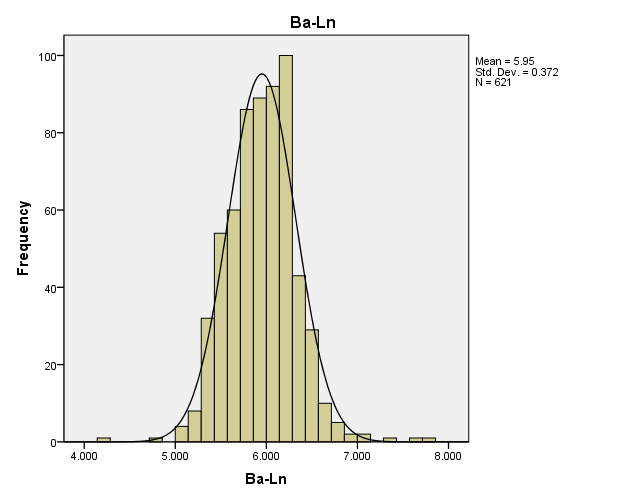 Ba-Ln
Mean = 5.95
Std. Dev. = 0.372
N = 621
100
80
60
40
20
0
Frequency
4.000 5.000 6.000 7.000 8.000
Ba-Ln